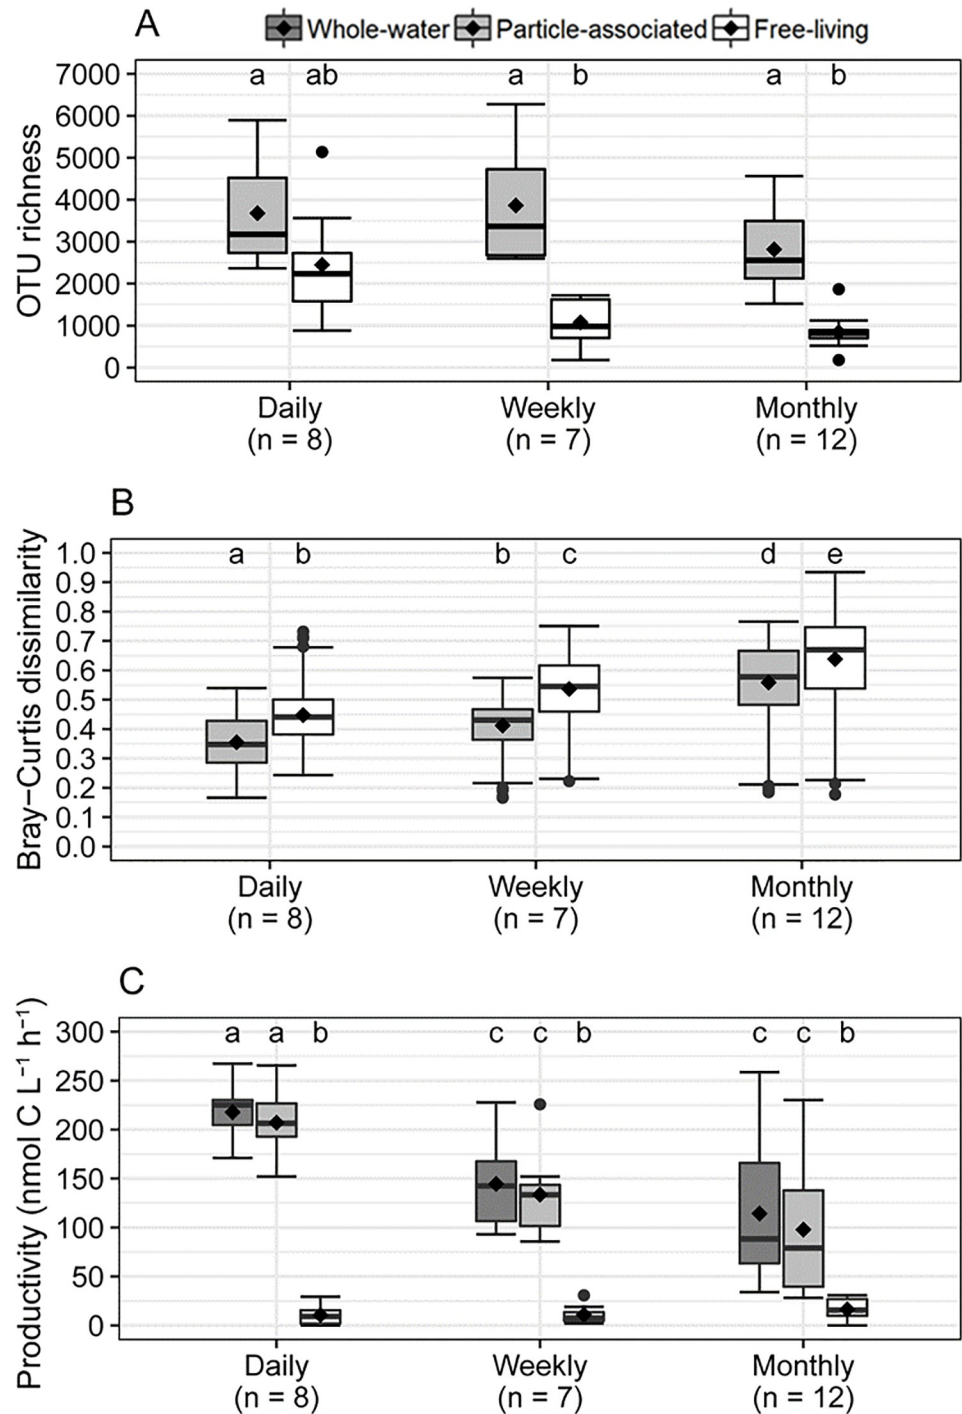 A
Whole-water Particle-associated Free-living
a ab a b a b
7000
6000
5000
4000
3000
2000
1000
0
OTU richness
Daily Weekly Monthly
(n = 8) (n = 7) (n = 12)
B
a b b c d e
1.0
0.9
0.8
0.7
0.6
0.5
0.4
0.3
0.2
0.1
0.0
Bray–Curtis dissimilarity
Daily Weekly Monthly
(n = 8) (n = 7) (n = 12)
C
a a b c c b c c b
300
250
200
150
100
50
0
Productivity (nmol C L⁻¹ h⁻¹)
Daily Weekly Monthly
(n = 8) (n = 7) (n = 12)